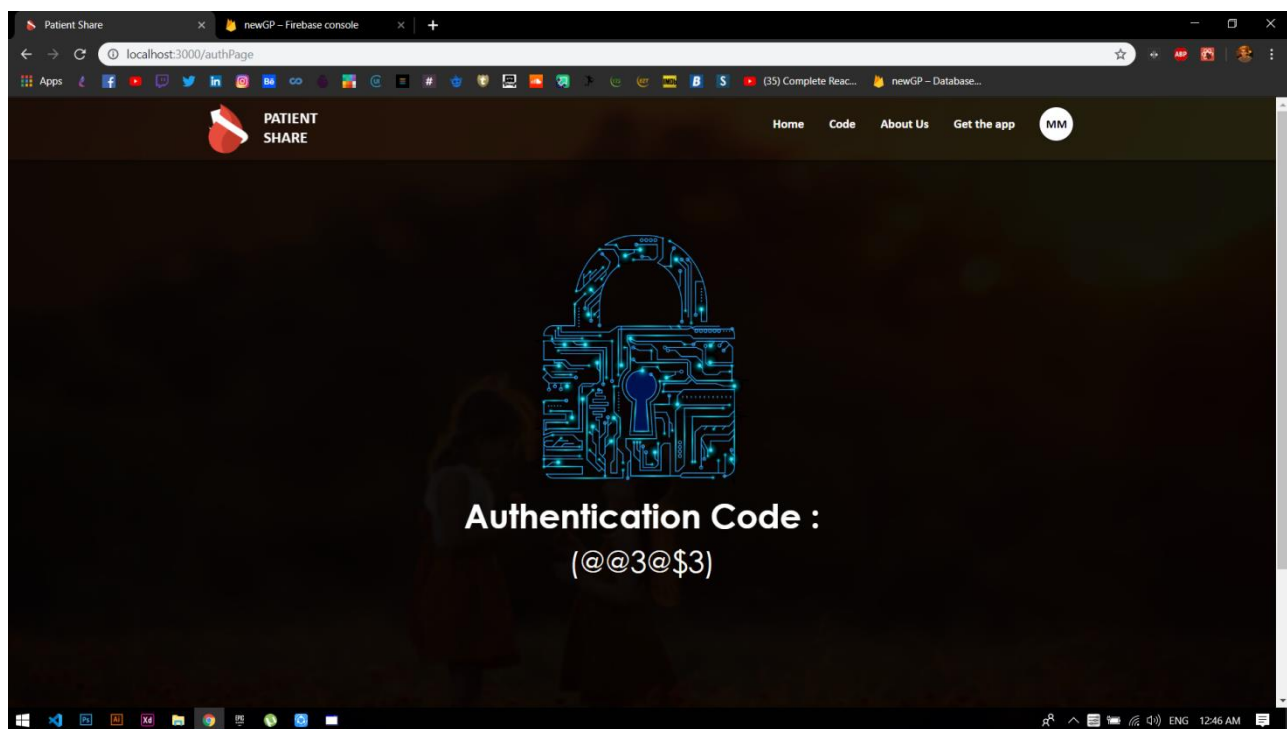 Patient Share
newGP – Firebase console
localhost:3000/authPage
Apps
(35) Complete Reac...
newGP – Database...
PATIENT
SHARE
Home Code About Us Get the app MM
Authentication Code :
(@@3@$3)
ENG 12:46 AM